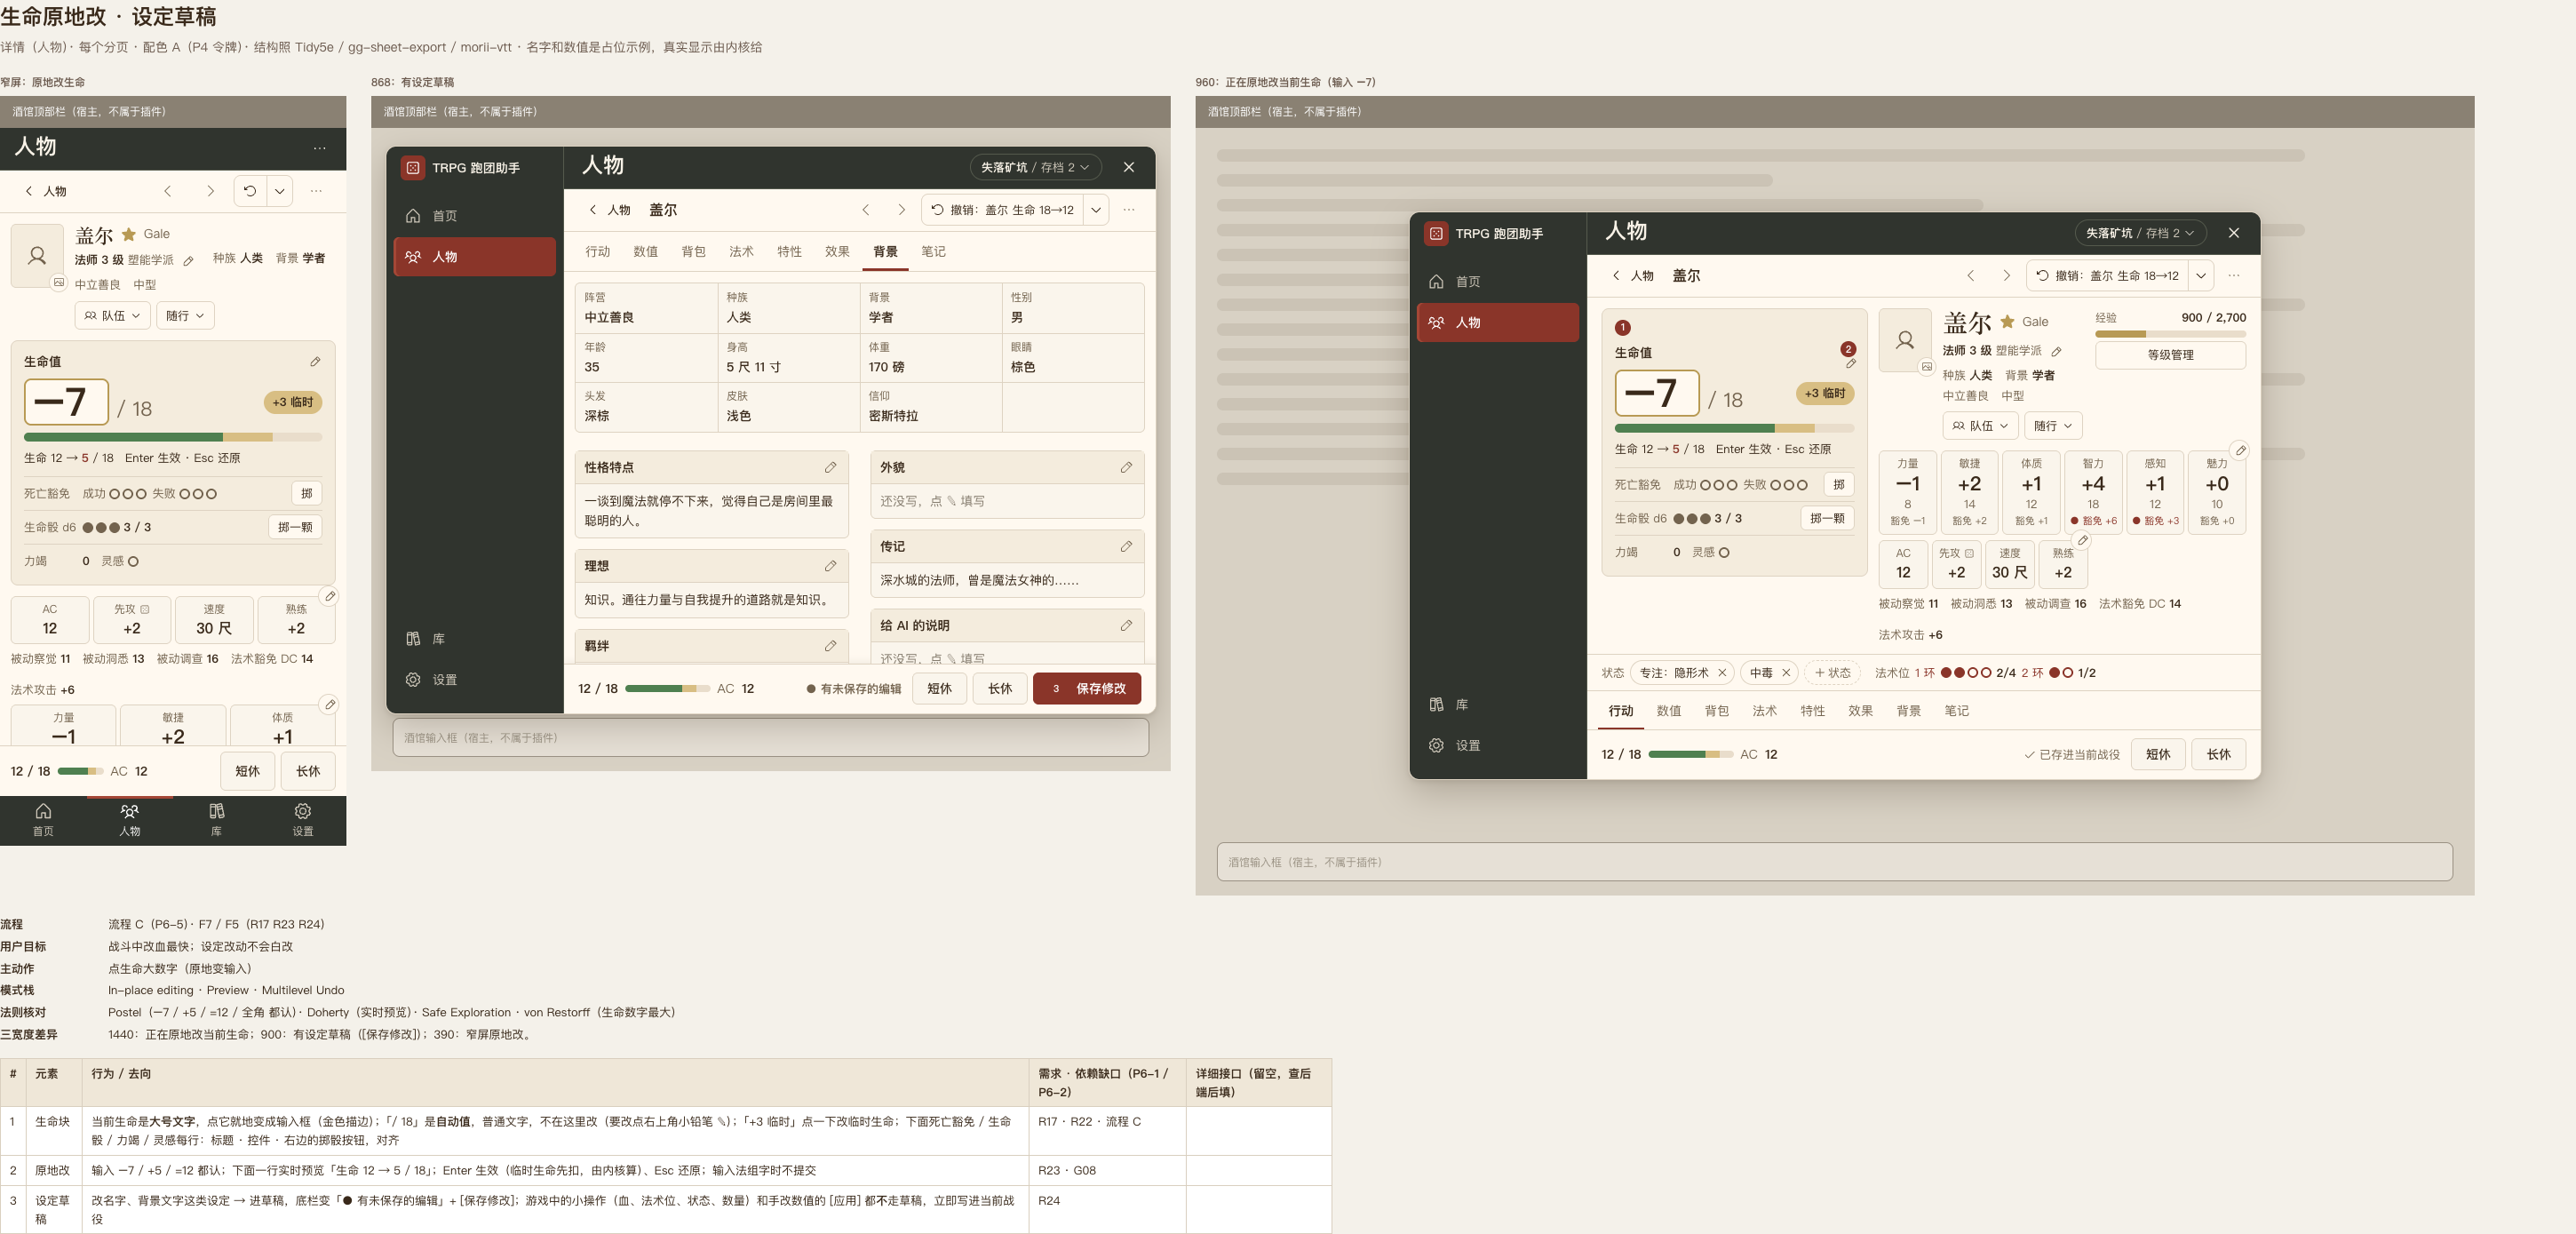 生命原地改 · 设定草稿
详情（人物）· 每个分页 · 配色 A（P4 令牌）· 结构照 Tidy5e / gg-sheet-export / morii-vtt · 名字和数值是占位示例，真实显示由内核给
窄屏：原地改生命
酒馆顶部栏（宿主，不属于插件）
人物
人物
盖尔 Gale
法师 3 级 塑能学派 种族 人类 背景 学者
中立善良 中型
队伍 随行
生命值
−7 / 18 +3 临时
生命 12 → 5 / 18 Enter 生效 · Esc 还原
死亡豁免 成功 失败 掷
生命骰 d6 3 / 3 掷一颗
力竭 0 灵感
AC 先攻 速度 熟练
12 +2 30 尺 +2
被动察觉 11 被动洞悉 13 被动调查 16 法术豁免 DC 14
法术攻击 +6
力量 敏捷 体质
−1 +2 +1
12 / 18 AC 12 短休 长休
首页 人物 库 设置
868：有设定草稿
酒馆顶部栏（宿主，不属于插件）
TRPG 跑团助手
首页
人物
库
设置
人物 失落矿坑 / 存档 2
人物 盖尔 撤销：盖尔 生命 18→12
行动 数值 背包 法术 特性 效果 背景 笔记
阵营 种族 背景 性别
中立善良 人类 学者 男
年龄 身高 体重 眼睛
35 5 尺 11 寸 170 磅 棕色
头发 皮肤 信仰
深棕 浅色 密斯特拉
性格特点
一谈到魔法就停不下来，觉得自己是房间里最
聪明的人。
理想
知识。通往力量与自我提升的道路就是知识。
羁绊
外貌
还没写，点 ✎ 填写
传记
深水城的法师，曾是魔法女神的……
给 AI 的说明
还没写，点 ✎ 填写
12 / 18 AC 12 有未保存的编辑 短休 长休 3 保存修改
酒馆输入框（宿主，不属于插件）
960：正在原地改当前生命（输入 −7）
酒馆顶部栏（宿主，不属于插件）
TRPG 跑团助手
首页
人物
库
设置
人物 失落矿坑 / 存档 2
人物 盖尔 撤销：盖尔 生命 18→12
1
生命值 2
−7 / 18 +3 临时
生命 12 → 5 / 18 Enter 生效 · Esc 还原
死亡豁免 成功 失败 掷
生命骰 d6 3 / 3 掷一颗
力竭 0 灵感
盖尔 Gale
法师 3 级 塑能学派
种族 人类 背景 学者
中立善良 中型
队伍 随行
经验 900 / 2,700
等级管理
力量 敏捷 体质 智力 感知 魅力
−1 +2 +1 +4 +1 +0
8 14 12 18 12 10
豁免 −1 豁免 +2 豁免 +1 豁免 +6 豁免 +3 豁免 +0
AC 先攻 速度 熟练
12 +2 30 尺 +2
被动察觉 11 被动洞悉 13 被动调查 16 法术豁免 DC 14
法术攻击 +6
状态 专注：隐形术 中毒 + 状态 法术位 1 环 2/4 2 环 1/2
行动 数值 背包 法术 特性 效果 背景 笔记
12 / 18 AC 12 已存进当前战役 短休 长休
酒馆输入框（宿主，不属于插件）
流程 流程 C（P6-5）· F7 / F5（R17 R23 R24）
用户目标 战斗中改血最快；设定改动不会白改
主动作 点生命大数字（原地变输入）
模式栈 In-place editing · Preview · Multilevel Undo
法则核对 Postel（−7 / +5 / =12 / 全角 都认）· Doherty（实时预览）· Safe Exploration · von Restorff（生命数字最大）
三宽度差异 1440：正在原地改当前生命；900：有设定草稿（[保存修改]）；390：窄屏原地改。
# 元素 行为 / 去向 需求 · 依赖缺口（P6-1 / P6-2） 详细接口（留空，查后端后填）
1 生命块 当前生命是大号文字，点它就地变成输入框（金色描边）；「/ 18」是自动值，普通文字，不在这里改（要改点右上角小铅笔 ✎）；「+3 临时」点一下改临时生命；下面死亡豁免 / 生命
骰 / 力竭 / 灵感每行：标题 · 控件 · 右边的掷骰按钮，对齐
R17 · R22 · 流程 C
2 原地改 输入 −7 / +5 / =12 都认；下面一行实时预览「生命 12 → 5 / 18」；Enter 生效（临时生命先扣，由内核算）、Esc 还原；输入法组字时不提交 R23 · G08
3 设定草稿 改名字、背景文字这类设定 → 进草稿，底栏变「● 有未保存的编辑」+ [保存修改]；游戏中的小操作（血、法术位、状态、数量）和手改数值的 [应用] 都不走草稿，立即写进当前战
役
R24